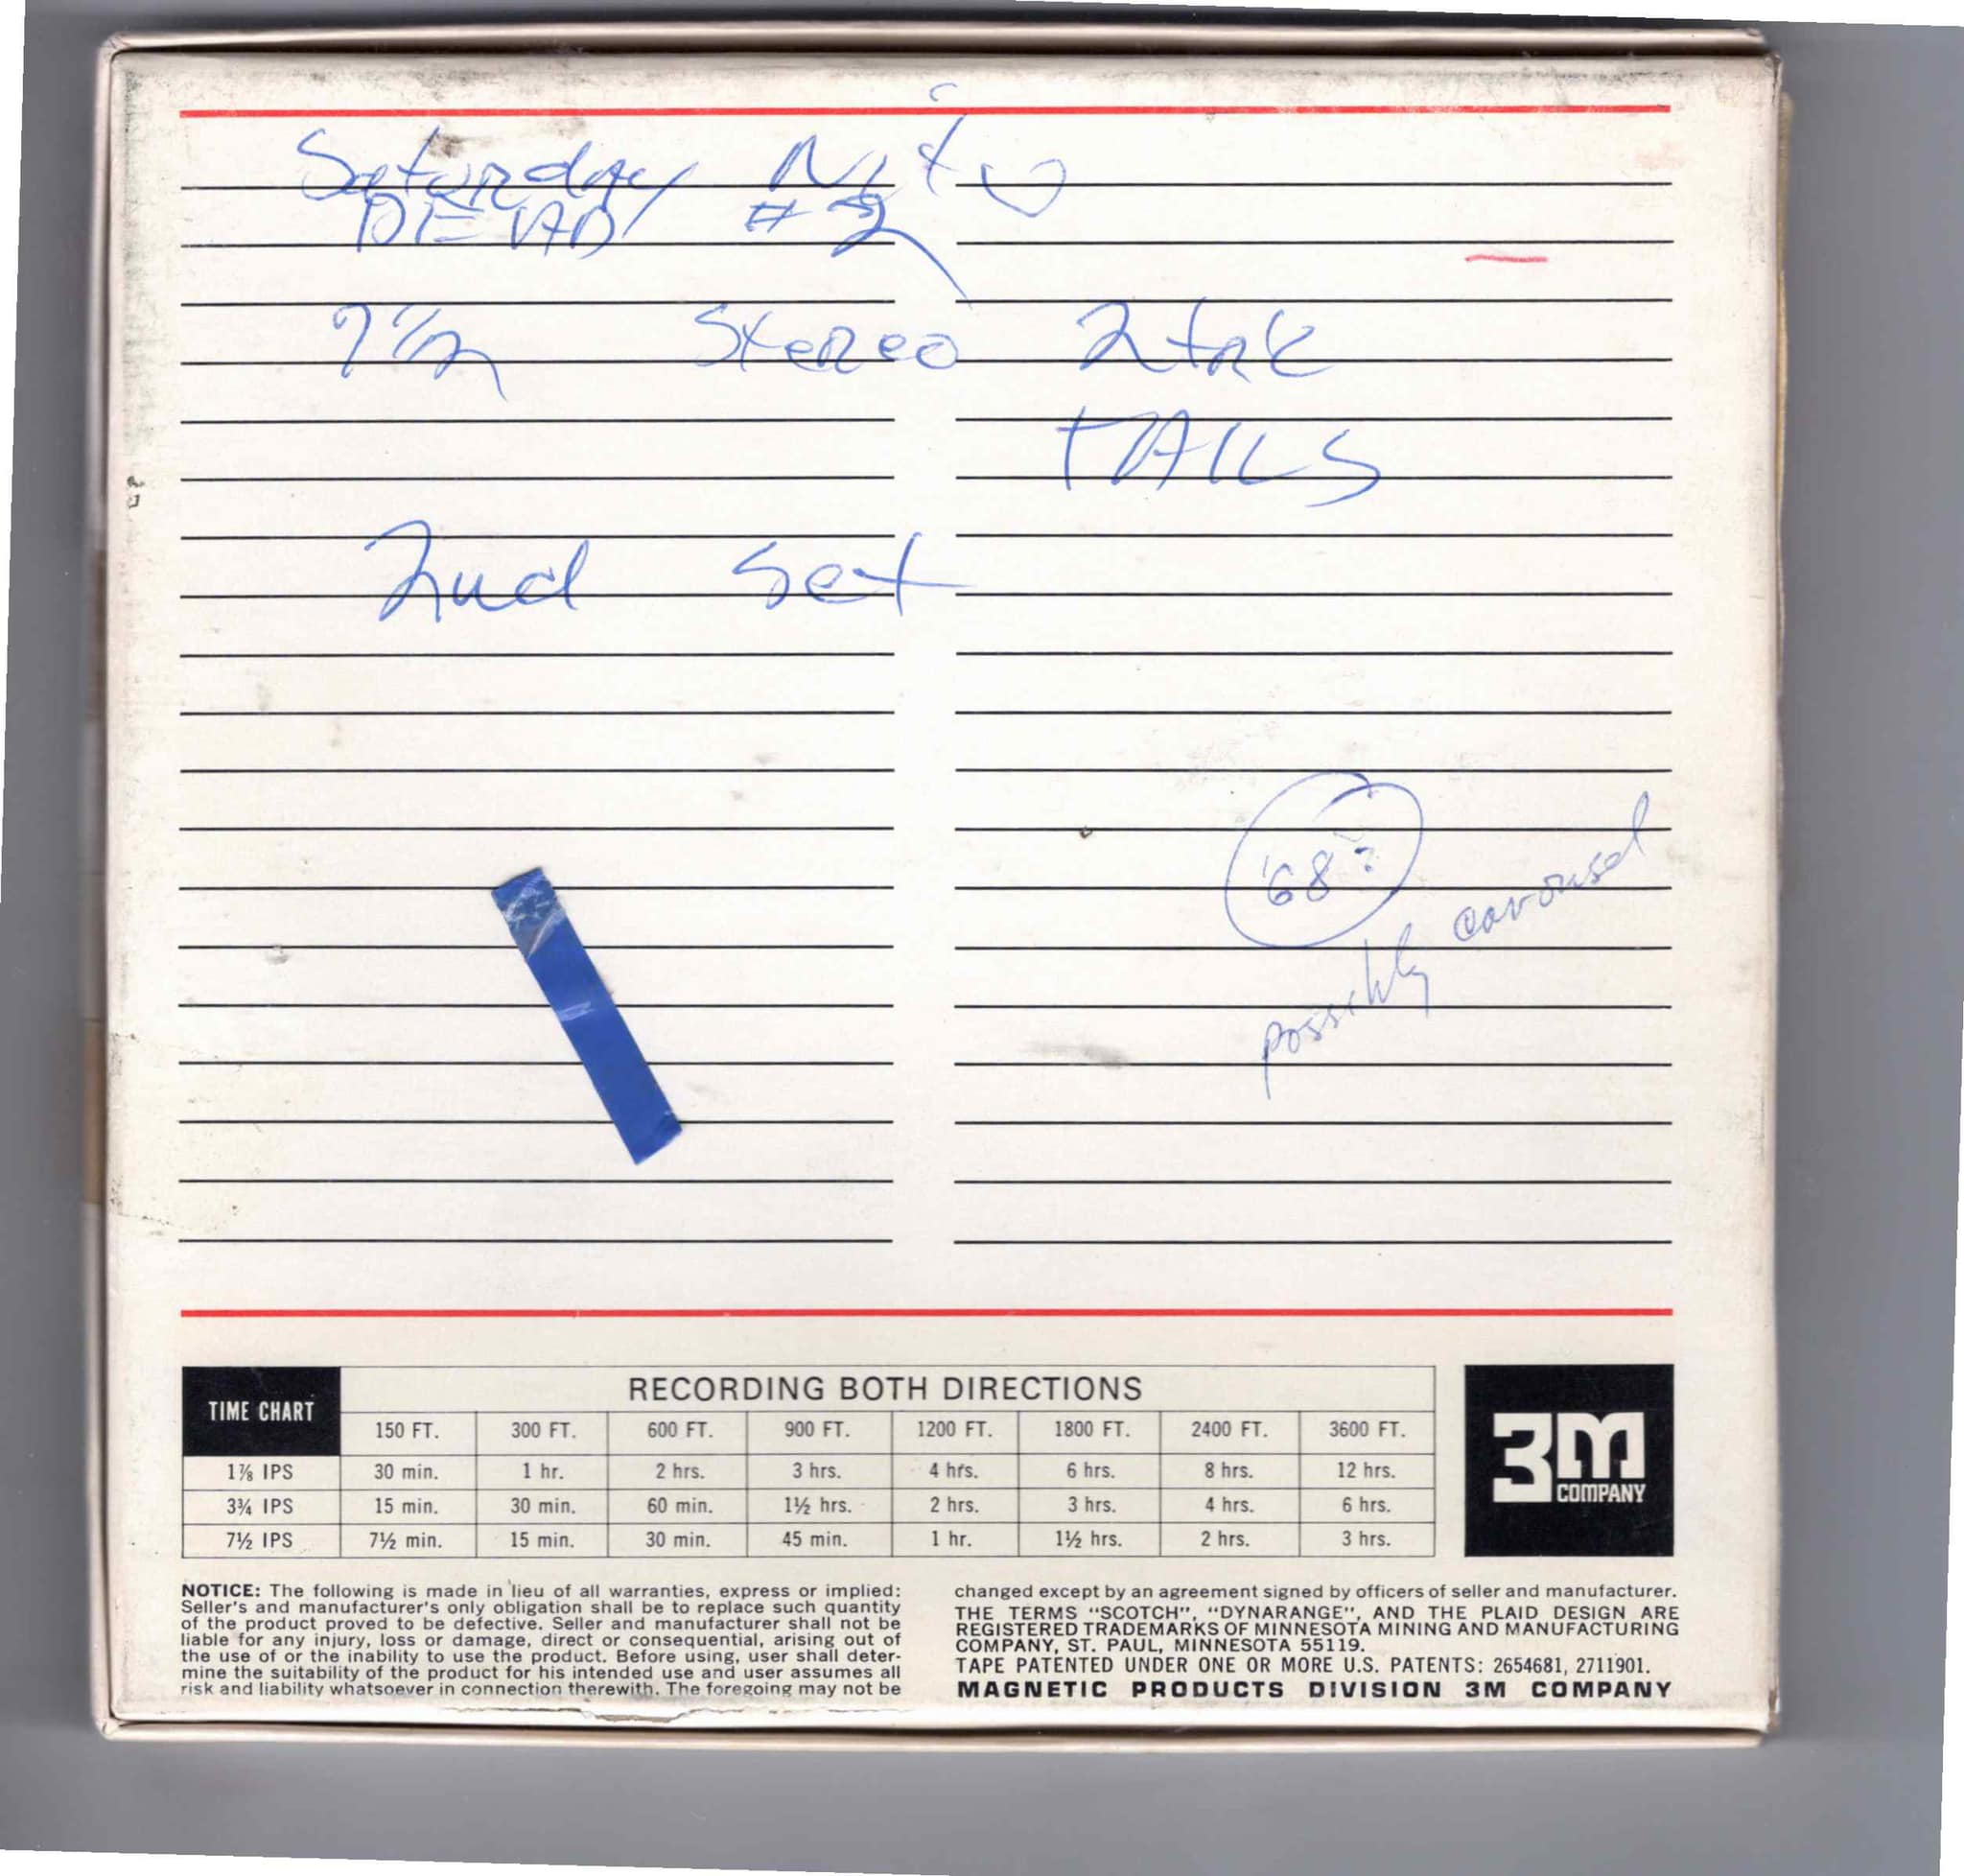 Saturday Nite
DEAD #2
7 1/2 Stereo 2 trk
TAILS
2nd set
'68?
possibly carousel
TIME CHART
RECORDING BOTH DIRECTIONS
150 FT. 300 FT. 600 FT. 900 FT. 1200 FT. 1800 FT. 2400 FT. 3600 FT.
1⅞ IPS 30 min. 1 hr. 2 hrs. 3 hrs. 4 hrs. 6 hrs. 8 hrs. 12 hrs.
3¾ IPS 15 min. 30 min. 60 min. 1½ hrs. 2 hrs. 3 hrs. 4 hrs. 6 hrs.
7½ IPS 7½ min. 15 min. 30 min. 45 min. 1 hr. 1½ hrs. 2 hrs. 3 hrs.
3M
COMPANY
NOTICE: The following is made in lieu of all warranties, express or implied:
Seller's and manufacturer's only obligation shall be to replace such quantity
of the product proved to be defective. Seller and manufacturer shall not be
liable for any injury, loss or damage, direct or consequential, arising out of
the use of or the inability to use the product. Before using, user shall deter-
mine the suitability of the product for his intended use and user assumes all
risk and liability whatsoever in connection therewith. The foregoing may not be
changed except by an agreement signed by officers of seller and manufacturer.
THE TERMS "SCOTCH", "DYNARANGE", AND THE PLAID DESIGN ARE
REGISTERED TRADEMARKS OF MINNESOTA MINING AND MANUFACTURING
COMPANY, ST. PAUL, MINNESOTA 55119.
TAPE PATENTED UNDER ONE OR MORE U.S. PATENTS: 2654681, 2711901.
MAGNETIC PRODUCTS DIVISION 3M COMPANY